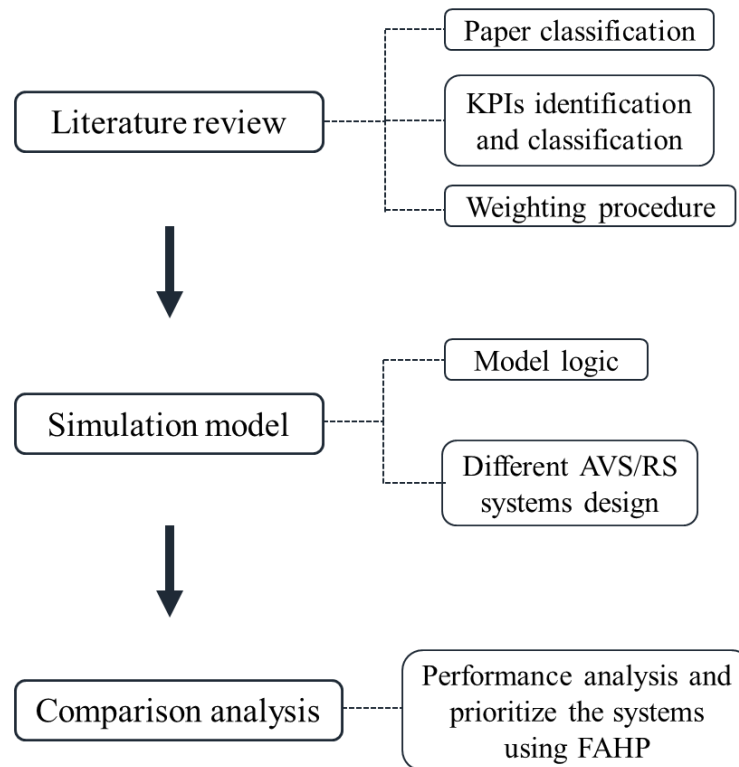 Paper classification
Literature review
KPIs identification
and classification
Weighting procedure
Model logic
Simulation model
Different AVS/RS
systems design
Comparison analysis
Performance analysis and
prioritize the systems
using FAHP